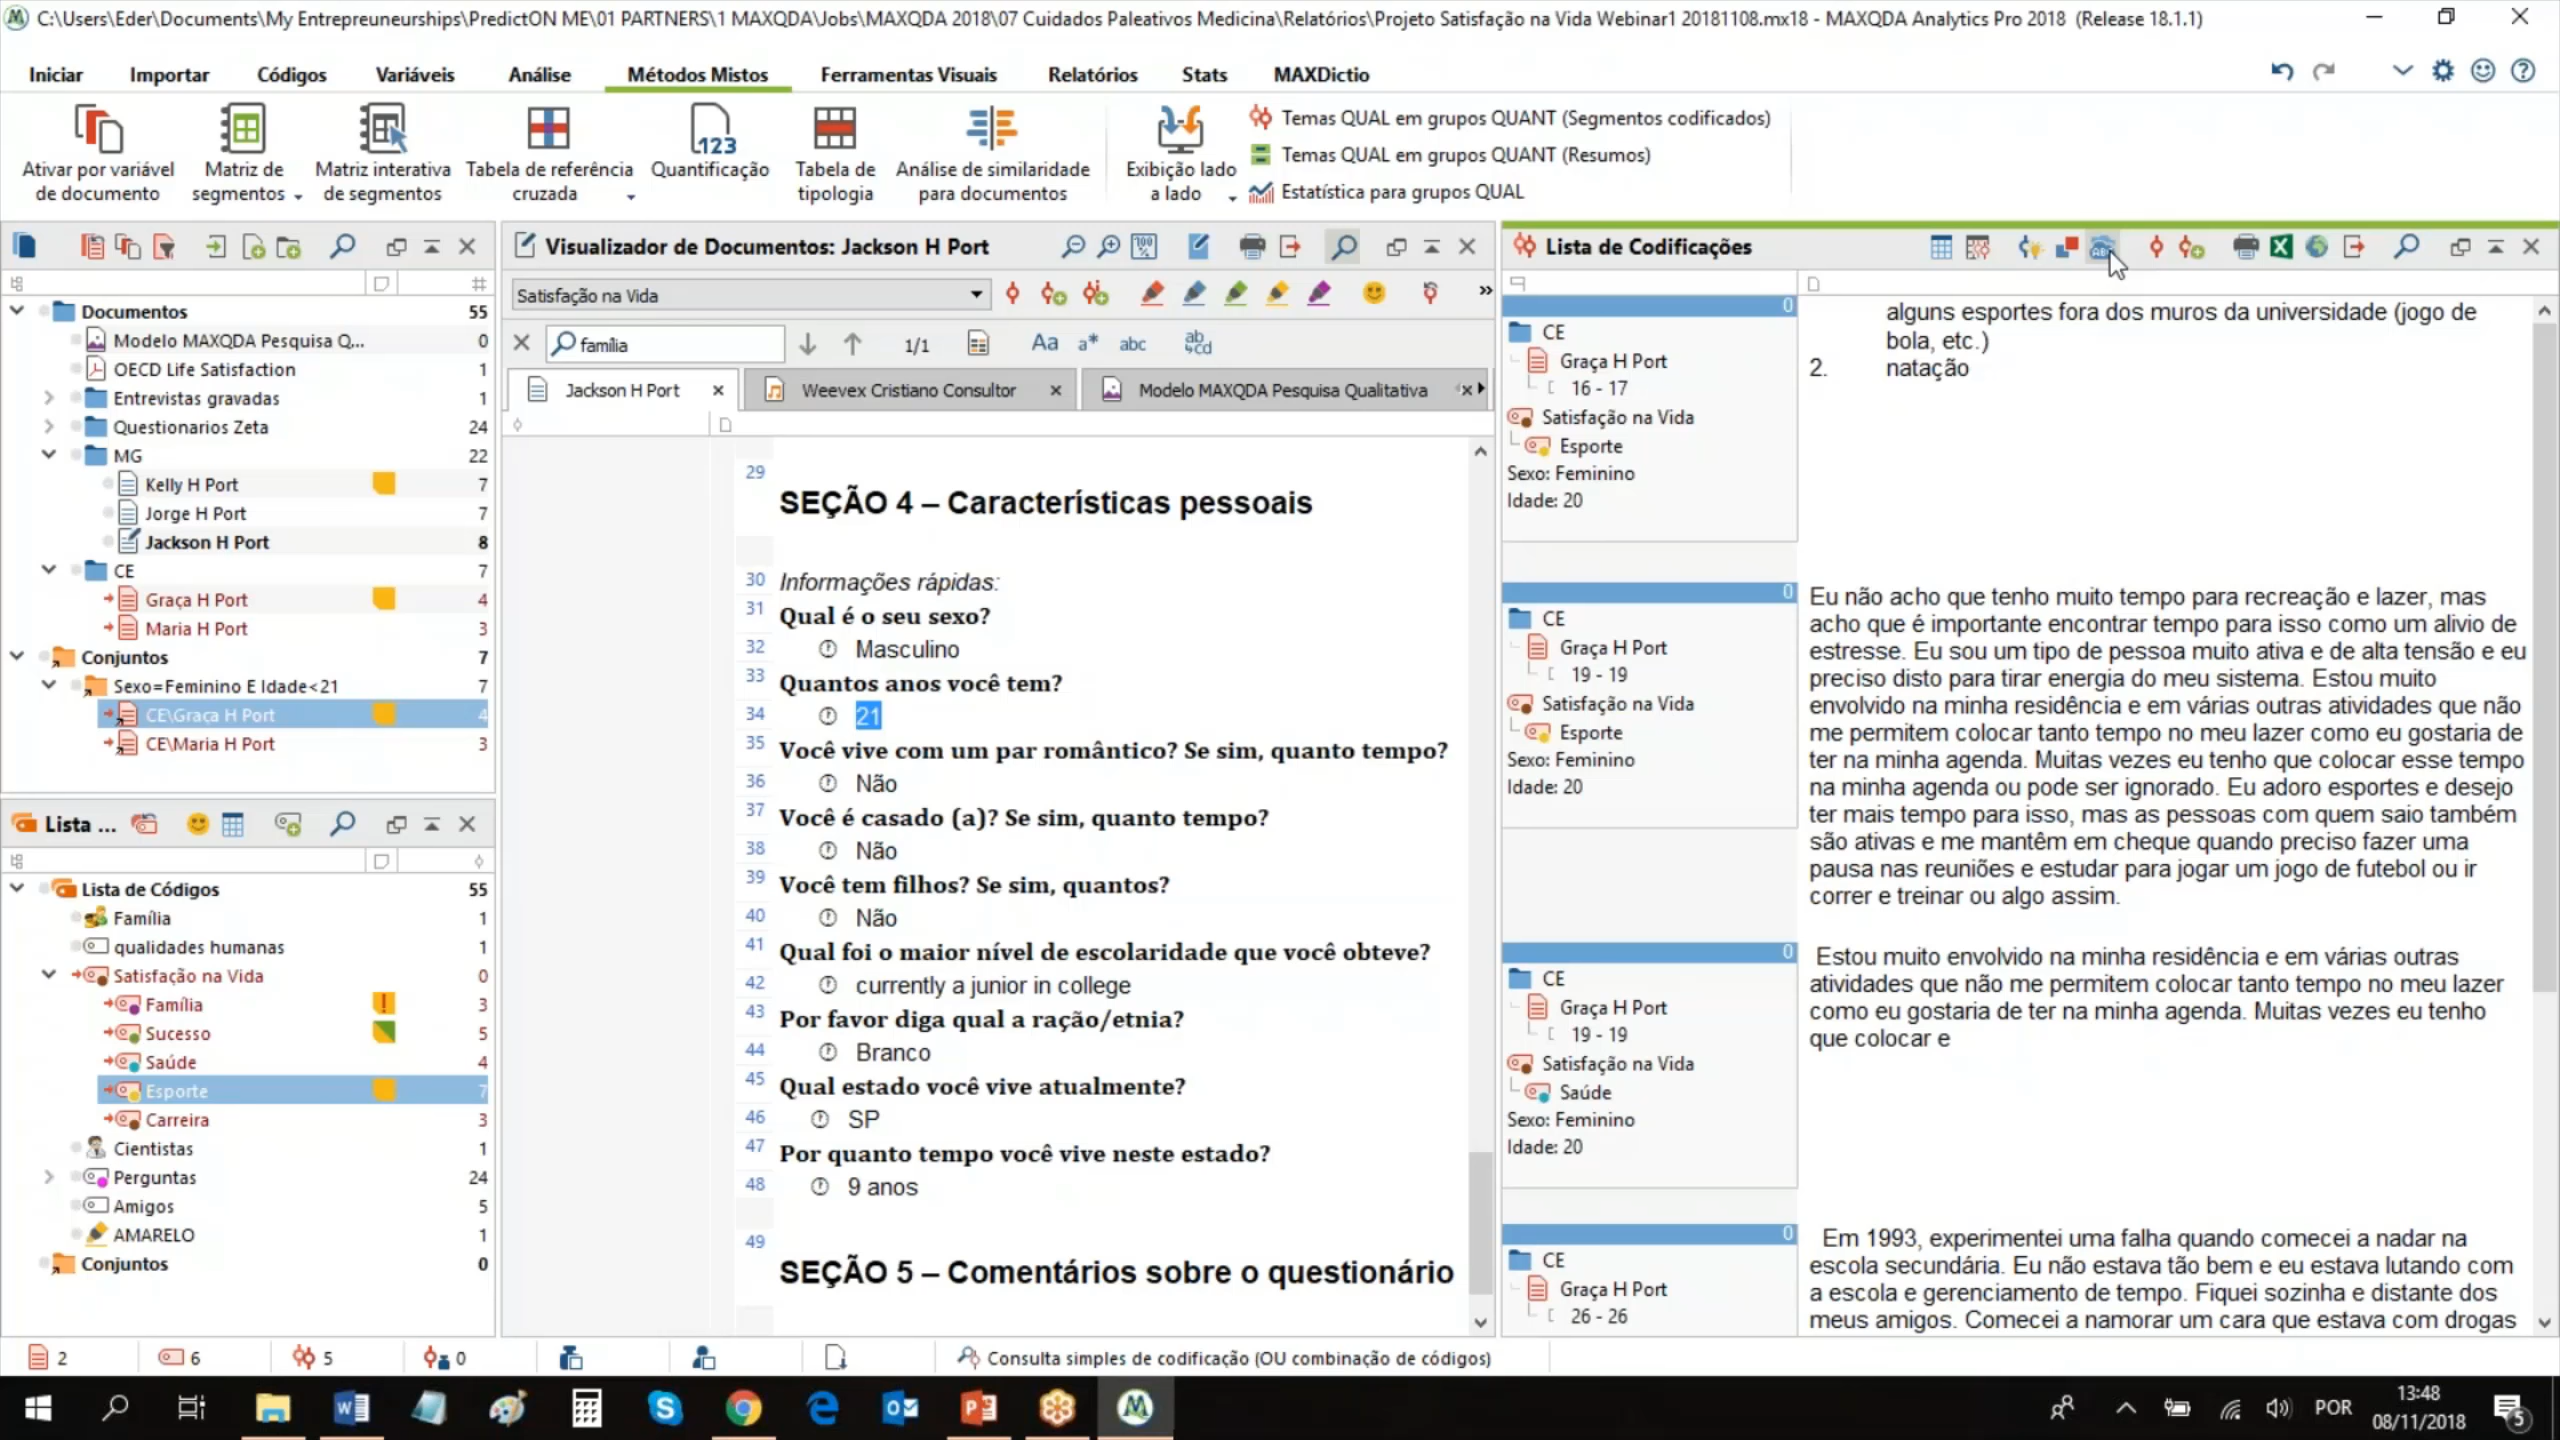 C:\Users\Eder\Documents\My Entrepreuneurships\PredictON ME\01 PARTNERS\1 MAXQDA\Jobs\MAXQDA 2018\07 Cuidados Paleativos Medicina\Relatórios\Projeto Satisfação na Vida Webinar1 20181108.mx18 - MAXQDA Analytics Pro 2018 (Release 18.1.1)
Iniciar Importar Códigos Variáveis Análise Métodos Mistos Ferramentas Visuais Relatórios Stats MAXDictio
Ativar por variável de documento
Matriz de segmentos
Matriz interativa de segmentos
Tabela de referência cruzada
123
Quantificação
Tabela de tipologia
Análise de similaridade para documentos
Exibição lado a lado
Temas QUAL em grupos QUANT (Segmentos codificados)
Temas QUAL em grupos QUANT (Resumos)
Estatística para grupos QUAL
Documentos 55
Modelo MAXQDA Pesquisa Q... 0
OECD Life Satisfaction 1
Entrevistas gravadas 1
Questionarios Zeta 24
MG 22
Kelly H Port 7
Jorge H Port 7
Jackson H Port 8
CE 7
Graça H Port 4
Maria H Port 3
Conjuntos 7
Sexo=Feminino E Idade<21 7
CE\Graça H Port 4
CE\Maria H Port 3
Lista ...
Lista de Códigos 55
Família 1
qualidades humanas 1
Satisfação na Vida 0
Família 3
Sucesso 5
Saúde 4
Esporte 7
Carreira 3
Cientistas 1
Perguntas 24
Amigos 5
AMARELO 1
Conjuntos 0
Visualizador de Documentos: Jackson H Port
100 %
Satisfação na Vida
família
1/1
Aa a* abc ab cd
Jackson H Port
Weevex Cristiano Consultor
Modelo MAXQDA Pesquisa Qualitativa
29
SEÇÃO 4 – Características pessoais
30 Informações rápidas:
31 Qual é o seu sexo?
32 Masculino
33 Quantos anos você tem?
34 21
35 Você vive com um par romântico? Se sim, quanto tempo?
36 Não
37 Você é casado (a)? Se sim, quanto tempo?
38 Não
39 Você tem filhos? Se sim, quantos?
40 Não
41 Qual foi o maior nível de escolaridade que você obteve?
42 currently a junior in college
43 Por favor diga qual a ração/etnia?
44 Branco
45 Qual estado você vive atualmente?
46 SP
47 Por quanto tempo você vive neste estado?
48 9 anos
49
SEÇÃO 5 – Comentários sobre o questionário
Lista de Codificações
0
CE
Graça H Port
16 - 17
Satisfação na Vida
Esporte
Sexo: Feminino
Idade: 20
alguns esportes fora dos muros da universidade (jogo de
bola, etc.)
2. natação
0
CE
Graça H Port
19 - 19
Satisfação na Vida
Esporte
Sexo: Feminino
Idade: 20
Eu não acho que tenho muito tempo para recreação e lazer, mas
acho que é importante encontrar tempo para isso como um alivio de
estresse. Eu sou um tipo de pessoa muito ativa e de alta tensão e eu
preciso disto para tirar energia do meu sistema. Estou muito
envolvido na minha residência e em várias outras atividades que não
me permitem colocar tanto tempo no meu lazer como eu gostaria de
ter na minha agenda. Muitas vezes eu tenho que colocar esse tempo
na minha agenda ou pode ser ignorado. Eu adoro esportes e desejo
ter mais tempo para isso, mas as pessoas com quem saio também
são ativas e me mantêm em cheque quando preciso fazer uma
pausa nas reuniões e estudar para jogar um jogo de futebol ou ir
correr e treinar ou algo assim.
0
CE
Graça H Port
19 - 19
Satisfação na Vida
Saúde
Sexo: Feminino
Idade: 20
Estou muito envolvido na minha residência e em várias outras
atividades que não me permitem colocar tanto tempo no meu lazer
como eu gostaria de ter na minha agenda. Muitas vezes eu tenho
que colocar e
0
CE
Graça H Port
26 - 26
Em 1993, experimentei uma falha quando comecei a nadar na
escola secundária. Eu não estava tão bem e eu estava lutando com
a escola e gerenciamento de tempo. Fiquei sozinha e distante dos
meus amigos. Comecei a namorar um cara que estava com drogas
2 6 5 0
Consulta simples de codificação (OU combinação de códigos)
POR
13:48
08/11/2018
5